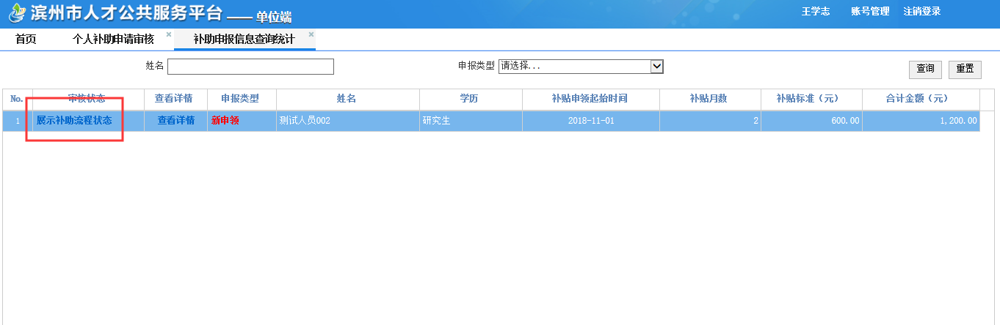 滨州市人才公共服务平台 —— 单位端 王学志 账号管理 注销登录
首页 个人补助申请审核 × 补助申报信息查询统计 ×
姓名 申报类型 请选择... 查询 重置
No. 审核状态 查看详情 申报类型 姓名 学历 补贴申领起始时间 补贴月数 补贴标准（元） 合计金额（元）
1 展示补助流程状态 查看详情 新申领 测试人员002 研究生 2018-11-01 2 600.00 1,200.00